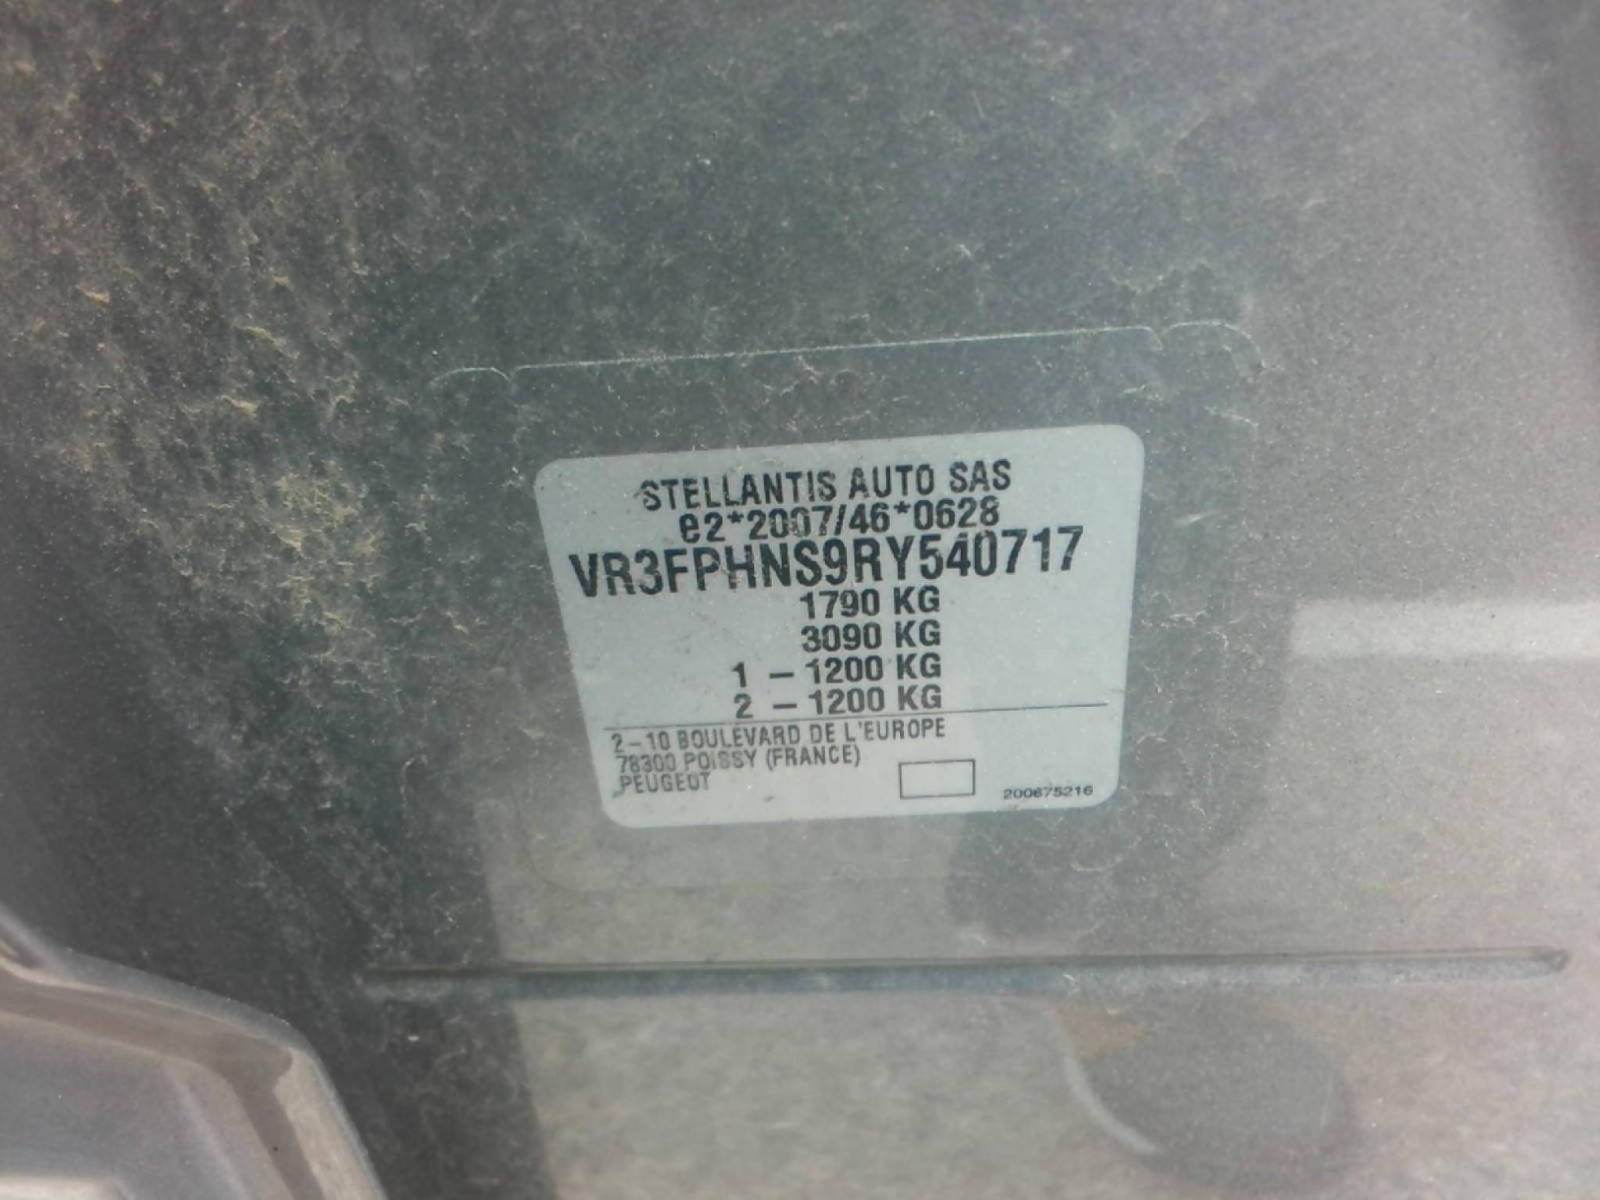 STELLANTIS AUTO SAS
e2*2007/46*0628
VR3FPHNS9RY540717
1790 KG
3090 KG
1 – 1200 KG
2 – 1200 KG
2–10 BOULEVARD DE L'EUROPE
78300 POISSY (FRANCE)
PEUGEOT
200675216